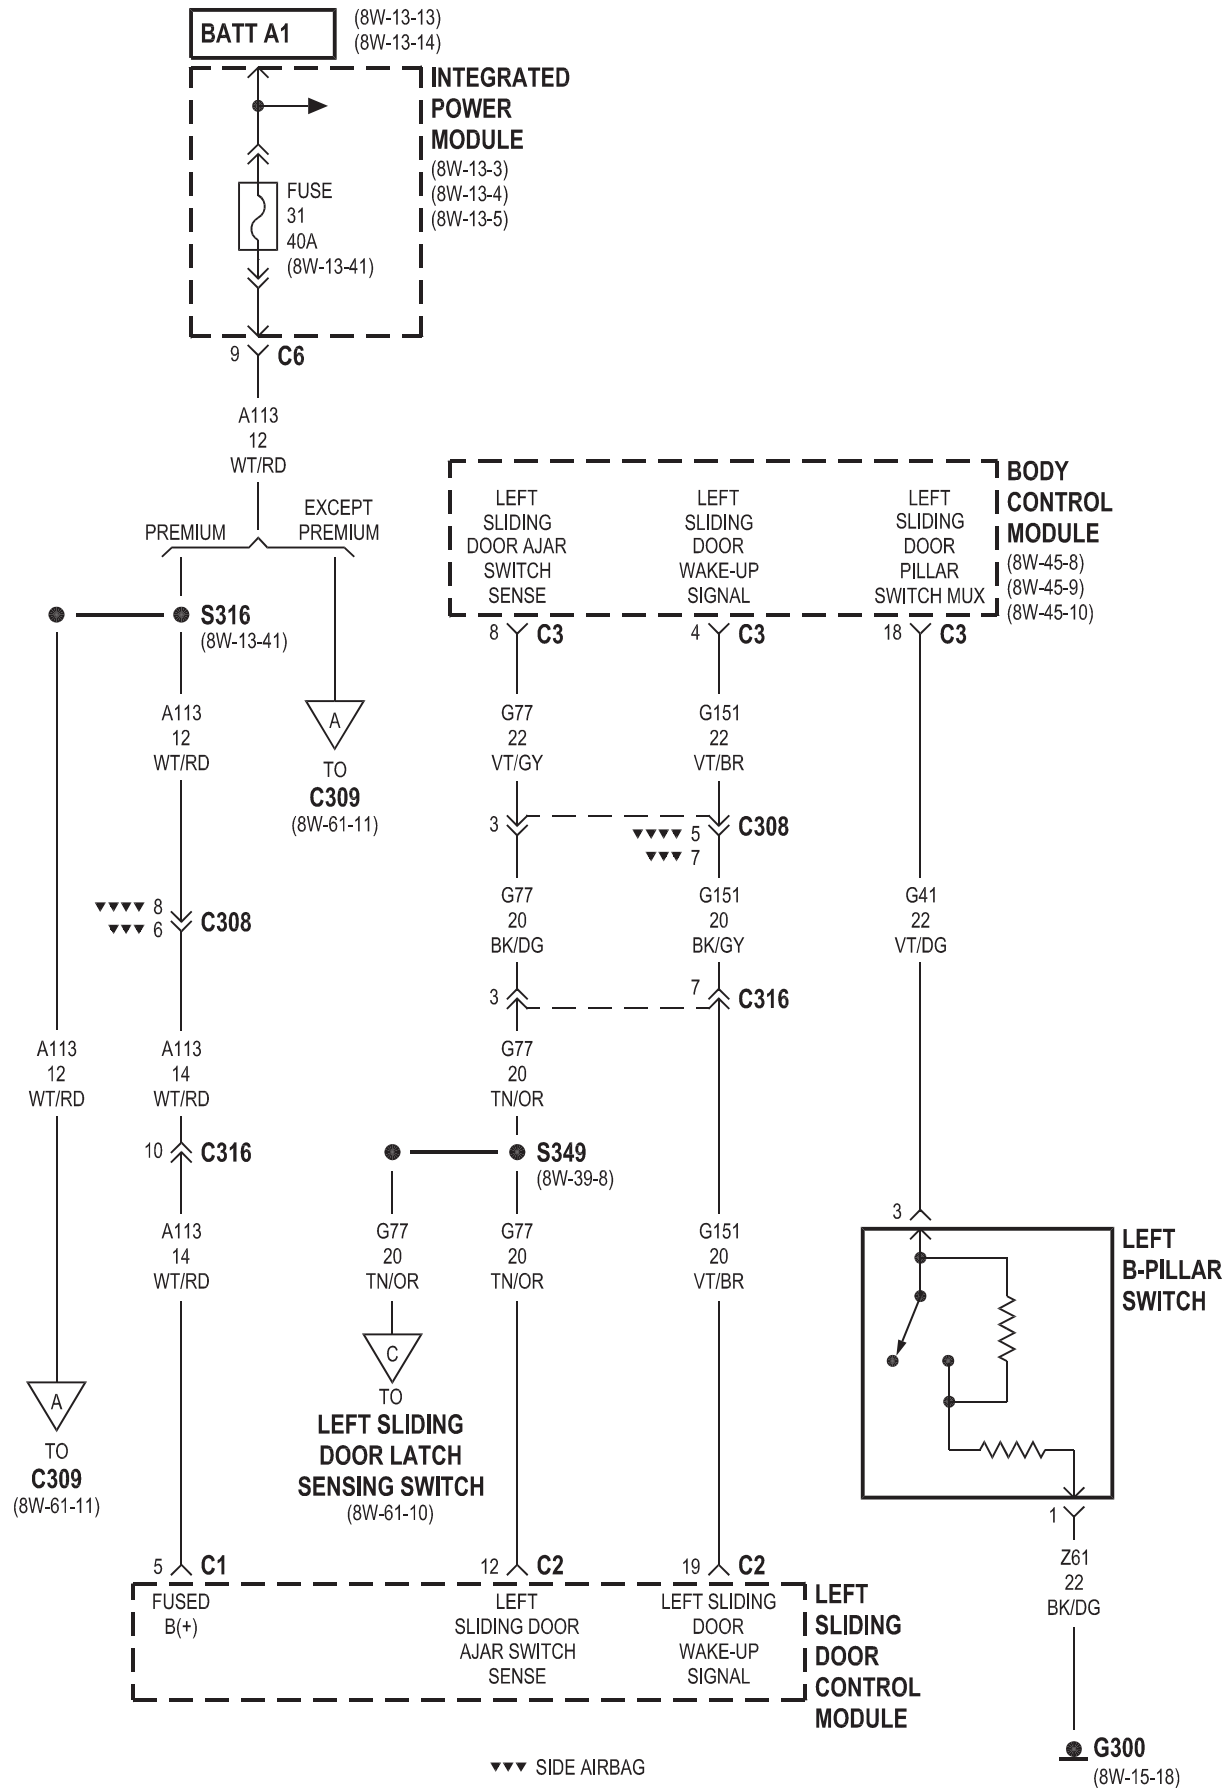 BATT A1
(8W-13-13)
(8W-13-14)
INTEGRATED
POWER
MODULE
(8W-13-3)
(8W-13-4)
(8W-13-5)
FUSE
31
40A
(8W-13-41)
9 C6
A113
12
WT/RD
PREMIUM
EXCEPT
PREMIUM
S316
(8W-13-41)
A113
12
WT/RD
A
TO
C309
(8W-61-11)
8
6
C308
A113
12
WT/RD
A113
14
WT/RD
10 C316
A113
14
WT/RD
A
TO
C309
(8W-61-11)
BODY
CONTROL
MODULE
(8W-45-8)
(8W-45-9)
(8W-45-10)
LEFT
SLIDING
DOOR AJAR
SWITCH
SENSE
LEFT
SLIDING
DOOR
WAKE-UP
SIGNAL
LEFT
SLIDING
DOOR
PILLAR
SWITCH MUX
8 C3
4 C3
18 C3
G77
22
VT/GY
G151
22
VT/BR
3
5
7
C308
G77
20
BK/DG
G151
20
BK/GY
G41
22
VT/DG
3
7 C316
G77
20
TN/OR
S349
(8W-39-8)
G77
20
TN/OR
G77
20
TN/OR
G151
20
VT/BR
C
TO
LEFT SLIDING
DOOR LATCH
SENSING SWITCH
(8W-61-10)
3
LEFT
B-PILLAR
SWITCH
1
Z61
22
BK/DG
G300
(8W-15-18)
5 C1
12 C2
19 C2
FUSED
B(+)
LEFT
SLIDING DOOR
AJAR SWITCH
SENSE
LEFT SLIDING
DOOR
WAKE-UP
SIGNAL
LEFT
SLIDING
DOOR
CONTROL
MODULE
▼▼▼ SIDE AIRBAG